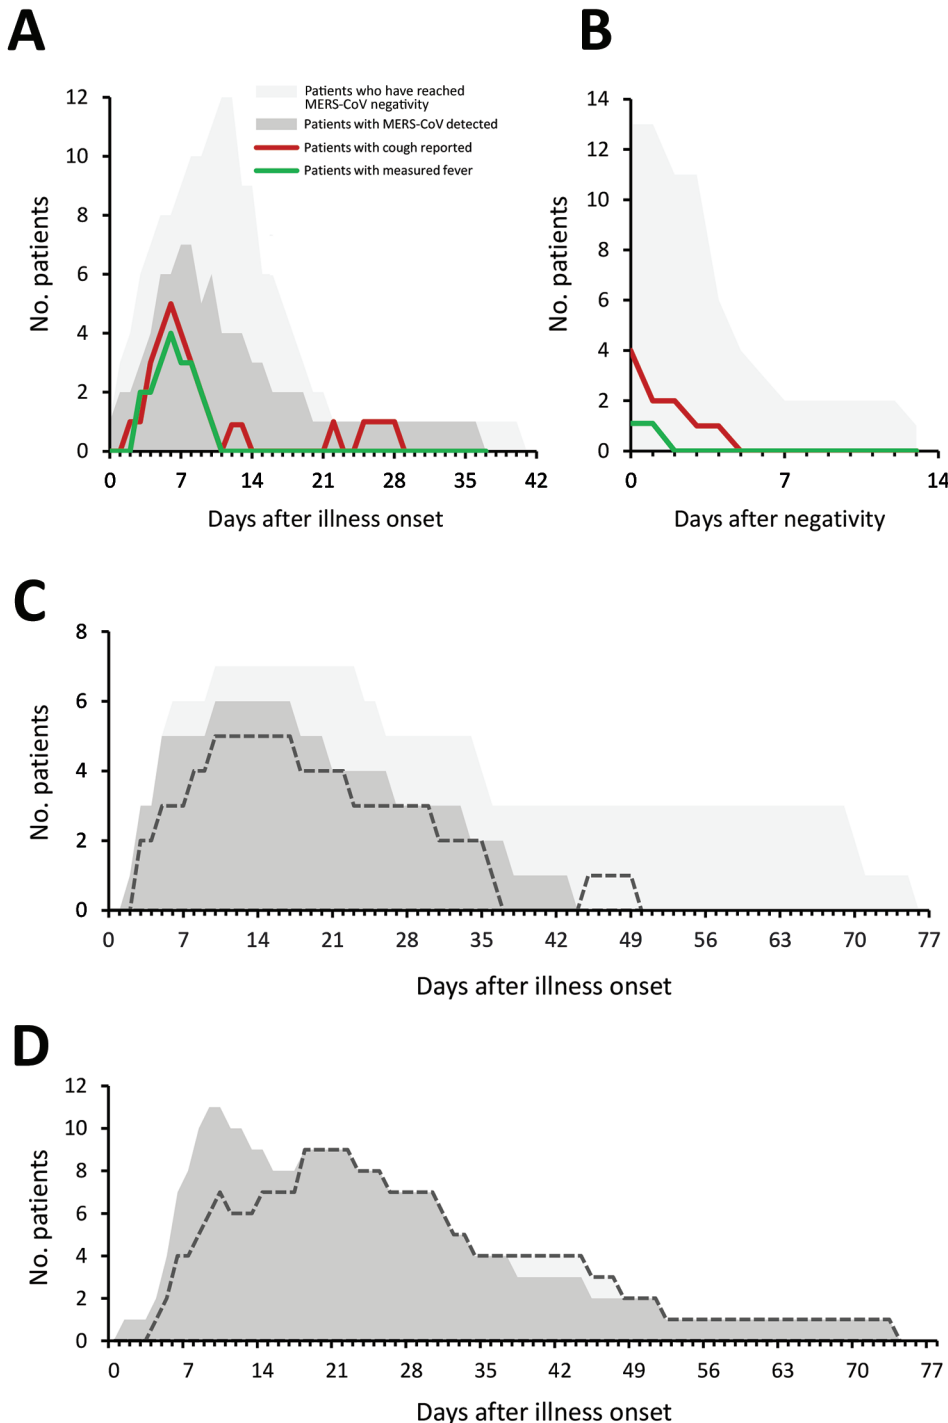 A
B
Patients who have reached
MERS-CoV negativity
Patients with MERS-CoV detected
Patients with cough reported
Patients with measured fever
12
10
8
6
4
2
0
No. patients
0 7 14 21 28 35 42
Days after illness onset
14
12
10
8
6
4
2
0
No. patients
0 7 14
Days after negativity
C
8
6
4
2
0
No. patients
0 7 14 21 28 35 42 49 56 63 70 77
Days after illness onset
D
12
10
8
6
4
2
0
No. patients
0 7 14 21 28 35 42 49 56 63 70 77
Days after illness onset